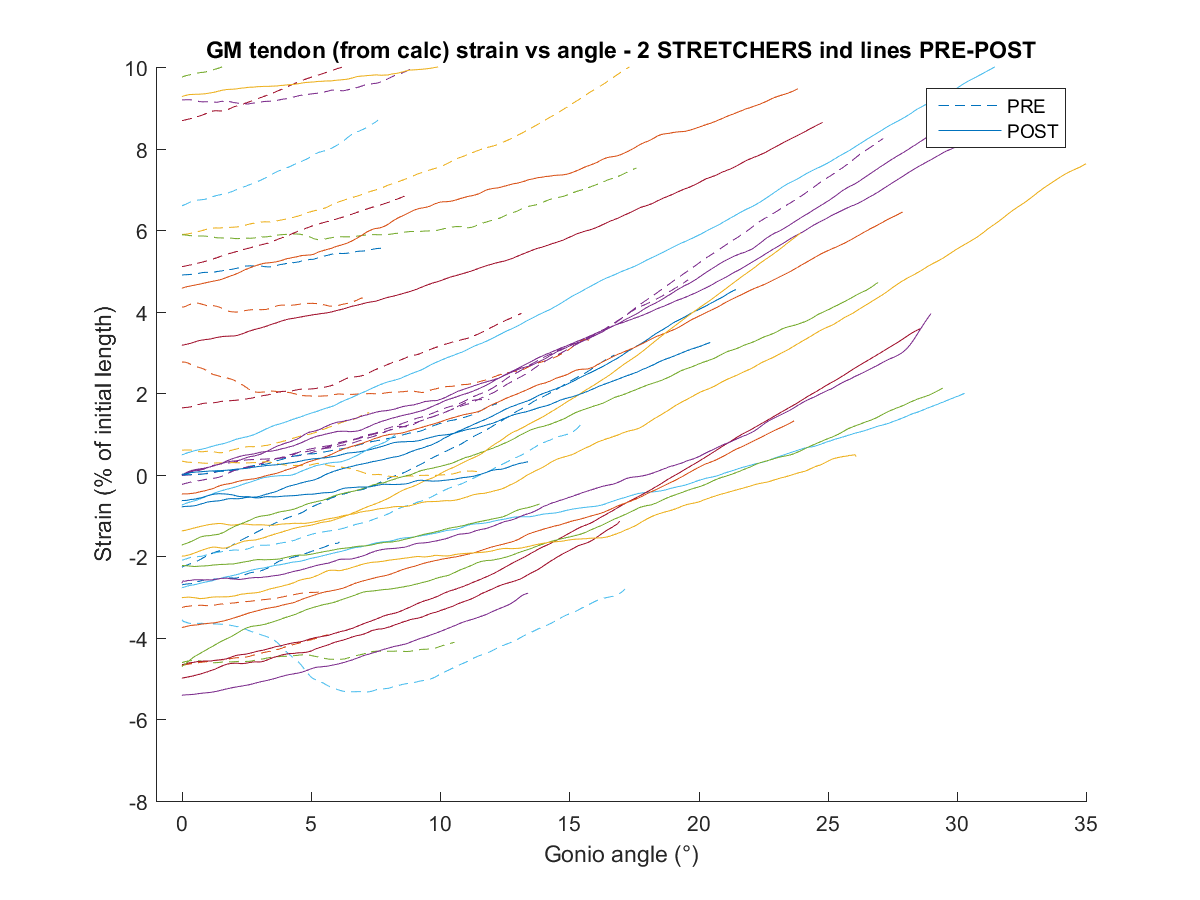 GM tendon (from calc) strain vs angle - 2 STRETCHERS ind lines PRE-POST
10
8
6
4
2
0
-2
-4
-6
-8
Strain (% of initial length)
PRE
POST
0 5 10 15 20 25 30 35
Gonio angle (°)